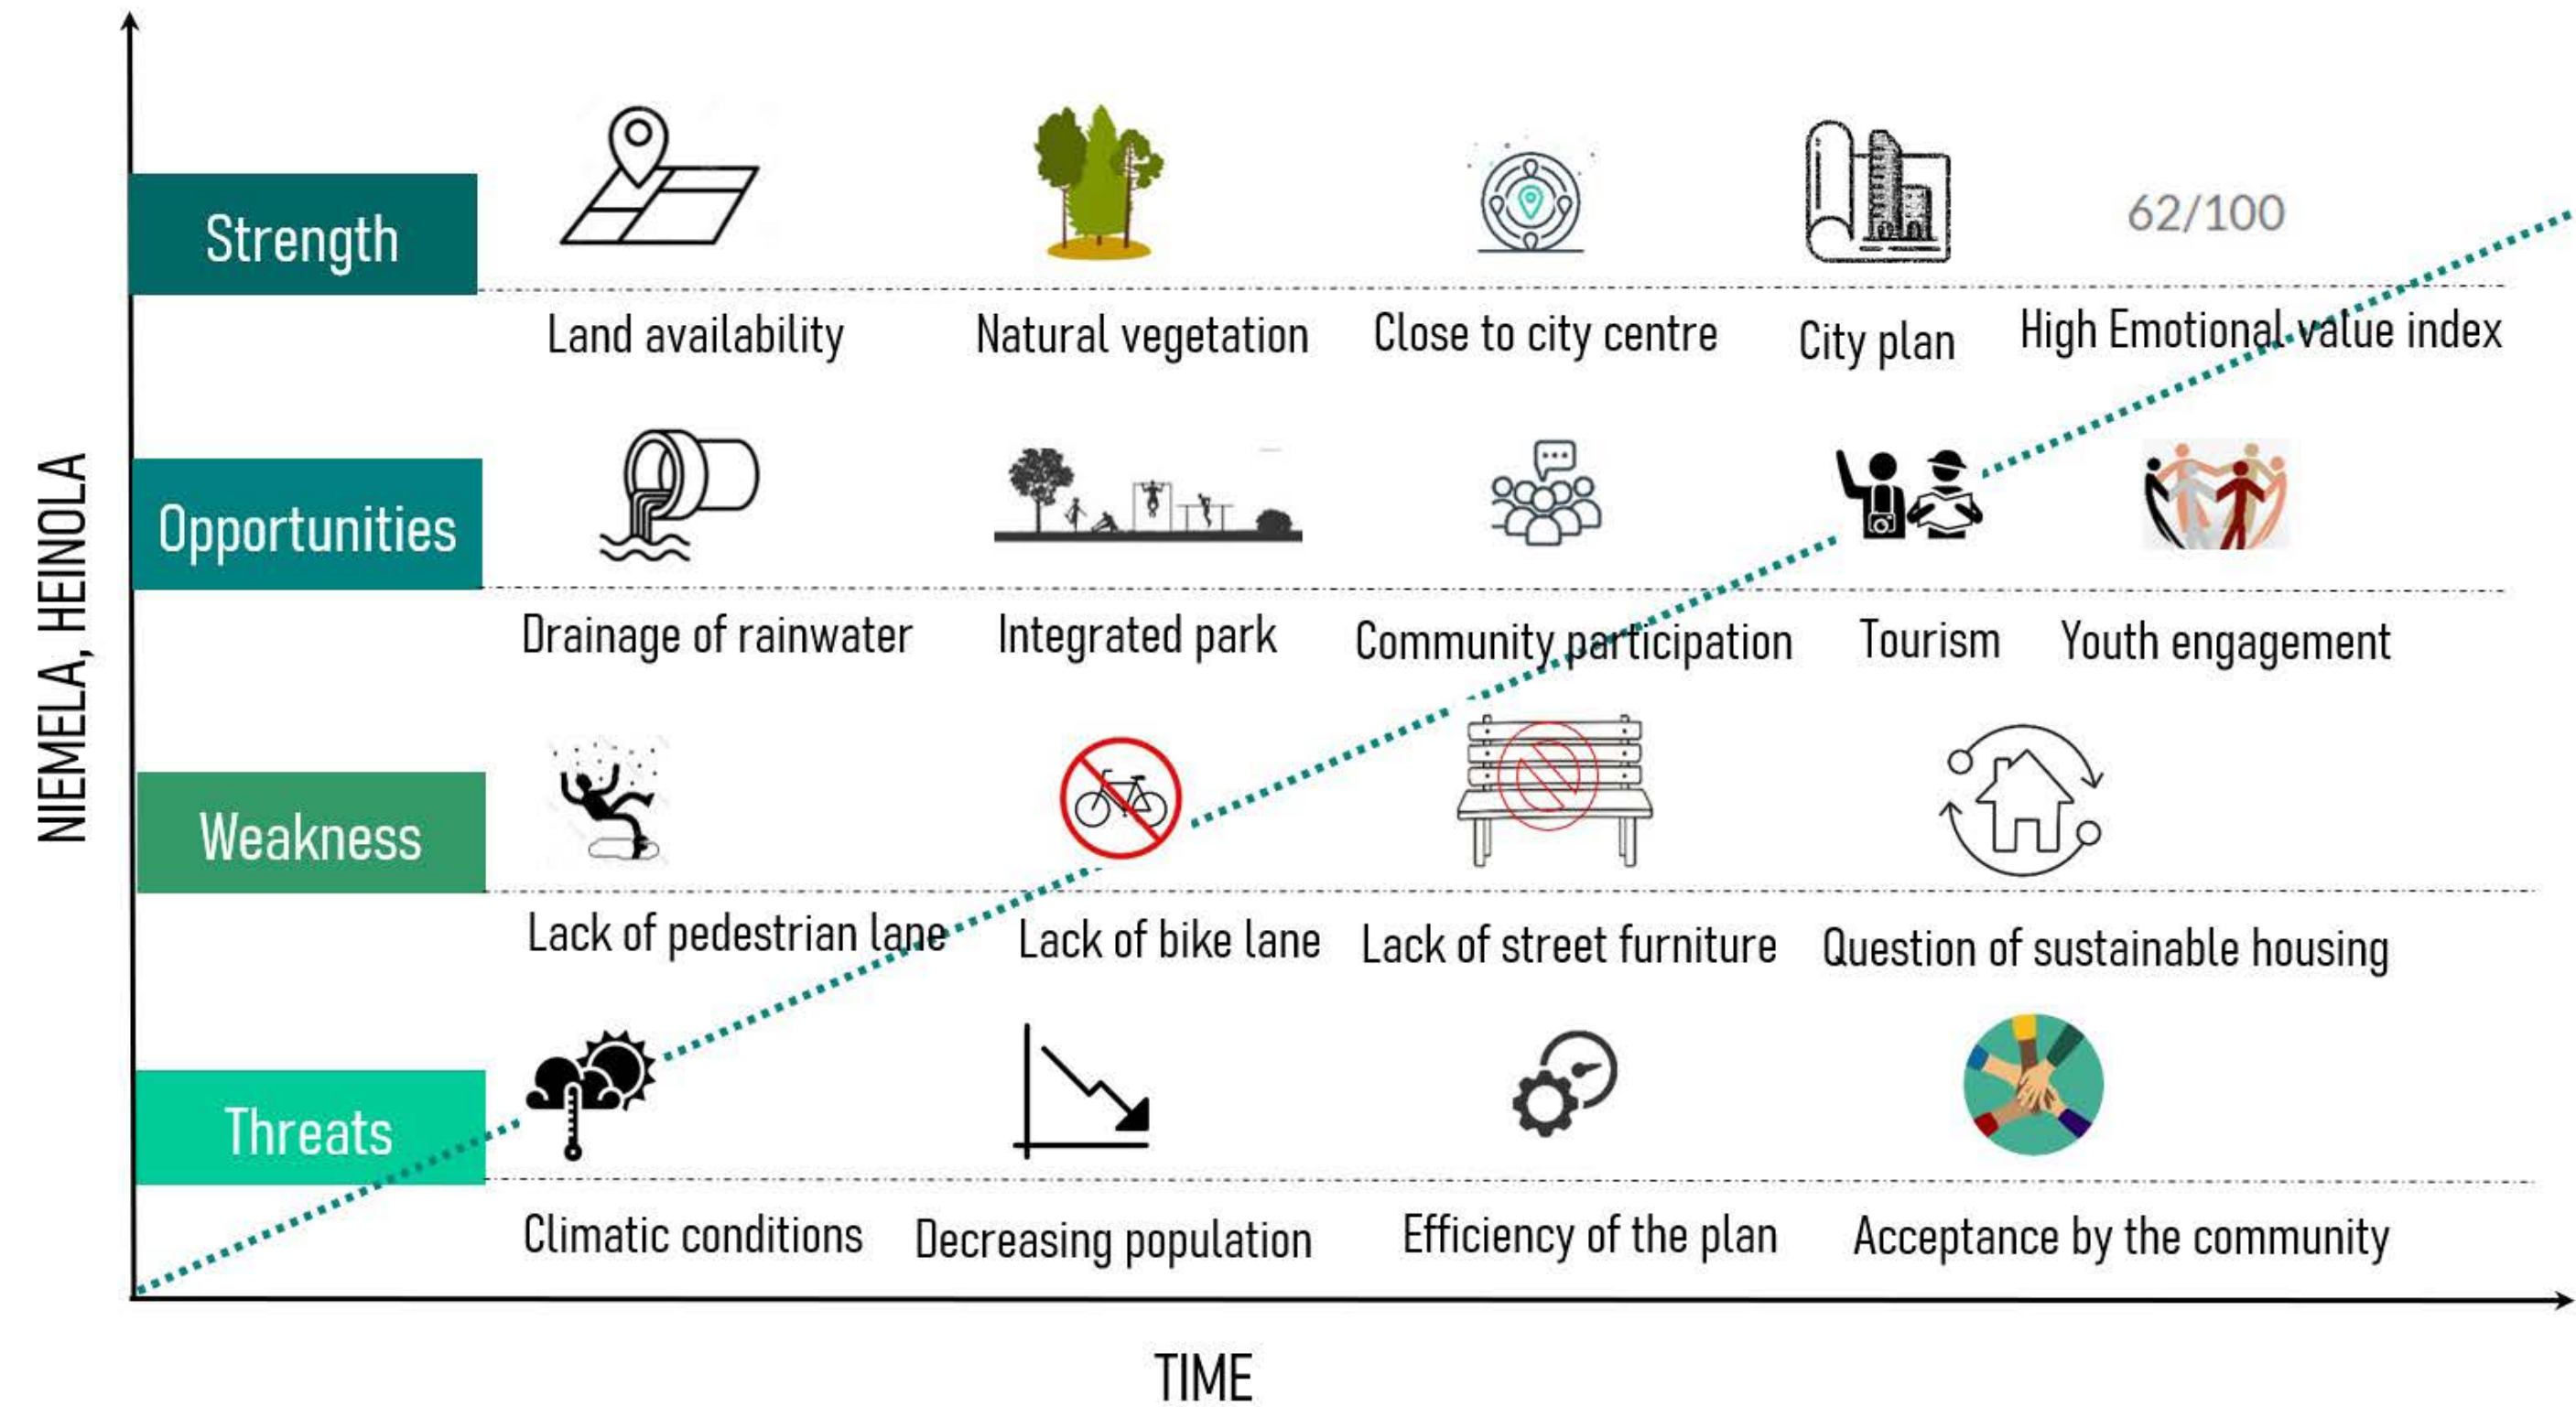 62/100
Strength
Land availability
Natural vegetation
Close to city centre
City plan
High Emotional value index
Opportunities
Drainage of rainwater
Integrated park
Community participation
Tourism
Youth engagement
NIEMELA, HEINOLA
Weakness
Lack of pedestrian lane
Lack of bike lane
Lack of street furniture
Question of sustainable housing
Threats
Climatic conditions
Decreasing population
Efficiency of the plan
Acceptance by the community
TIME